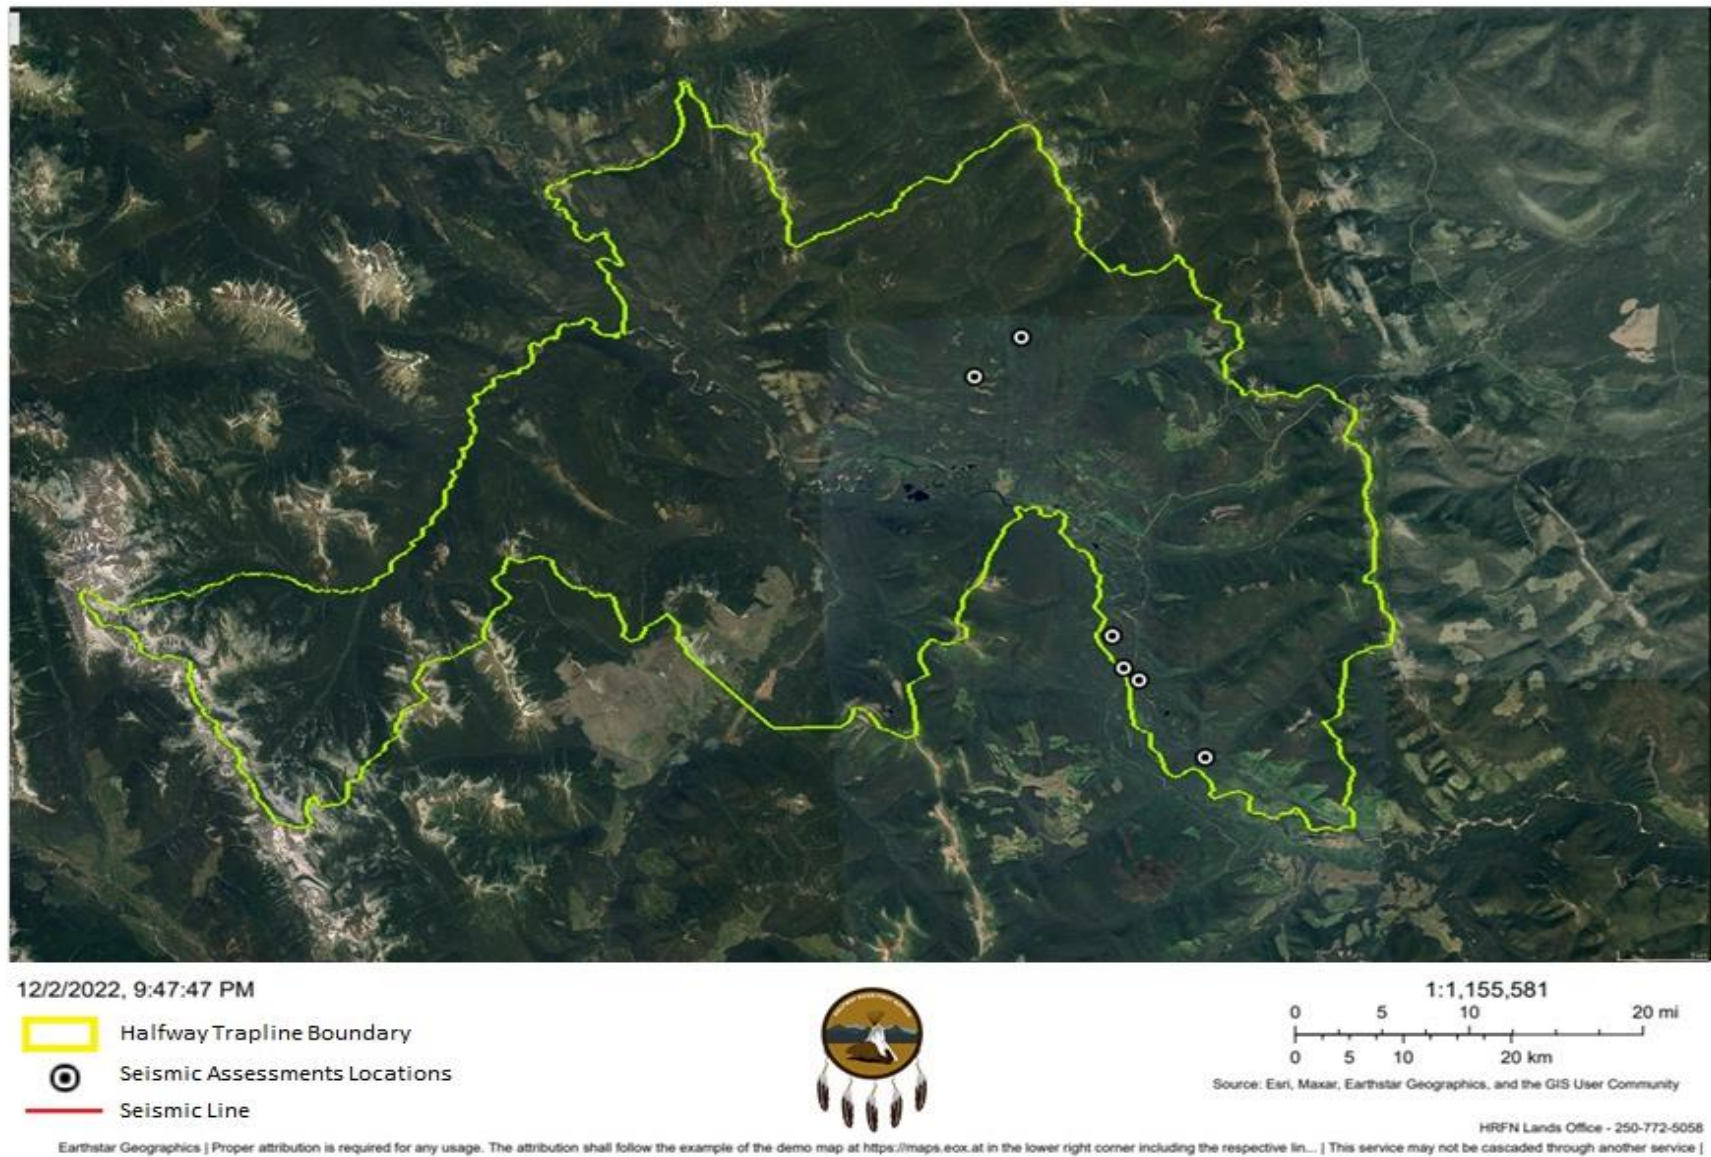 12/2/2022, 9:47:47 PM
Halfway Trapline Boundary
Seismic Assessments Locations
Seismic Line
1:1,155,581
0 5 10 20 mi
0 5 10 20 km
Source: Esri, Maxar, Earthstar Geographics, and the GIS User Community
HRFN Lands Office - 250-772-5058
Earthstar Geographics | Proper attribution is required for any usage. The attribution shall follow the example of the demo map at https://maps.eox.at in the lower right corner including the respective lin... | This service may not be cascaded through another service |